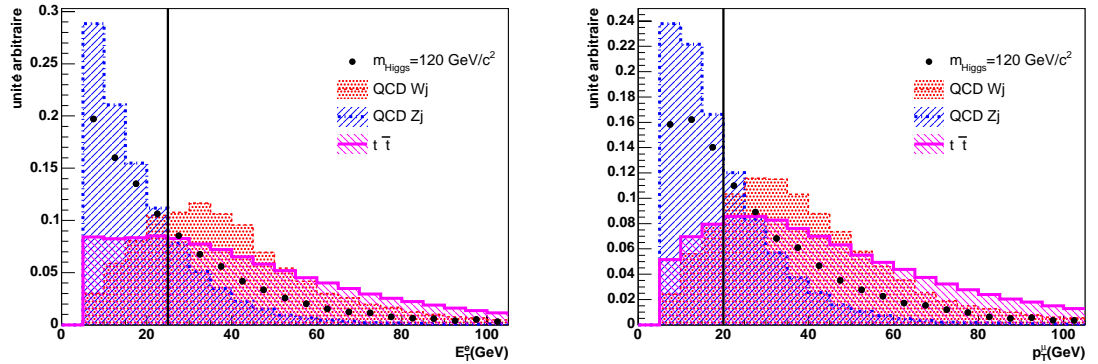 unité arbitraire
0.3
0.25
0.2
0.15
0.1
0.05
0
m_Higgs=120 GeV/c²
QCD Wj
QCD Zj
t t̅
0 20 40 60 80 100
E_T^e(GeV)
unité arbitraire
0.24
0.22
0.2
0.18
0.16
0.14
0.12
0.1
0.08
0.06
0.04
0.02
0
m_Higgs=120 GeV/c²
QCD Wj
QCD Zj
t t̅
0 20 40 60 80 100
p_T^μ(GeV)